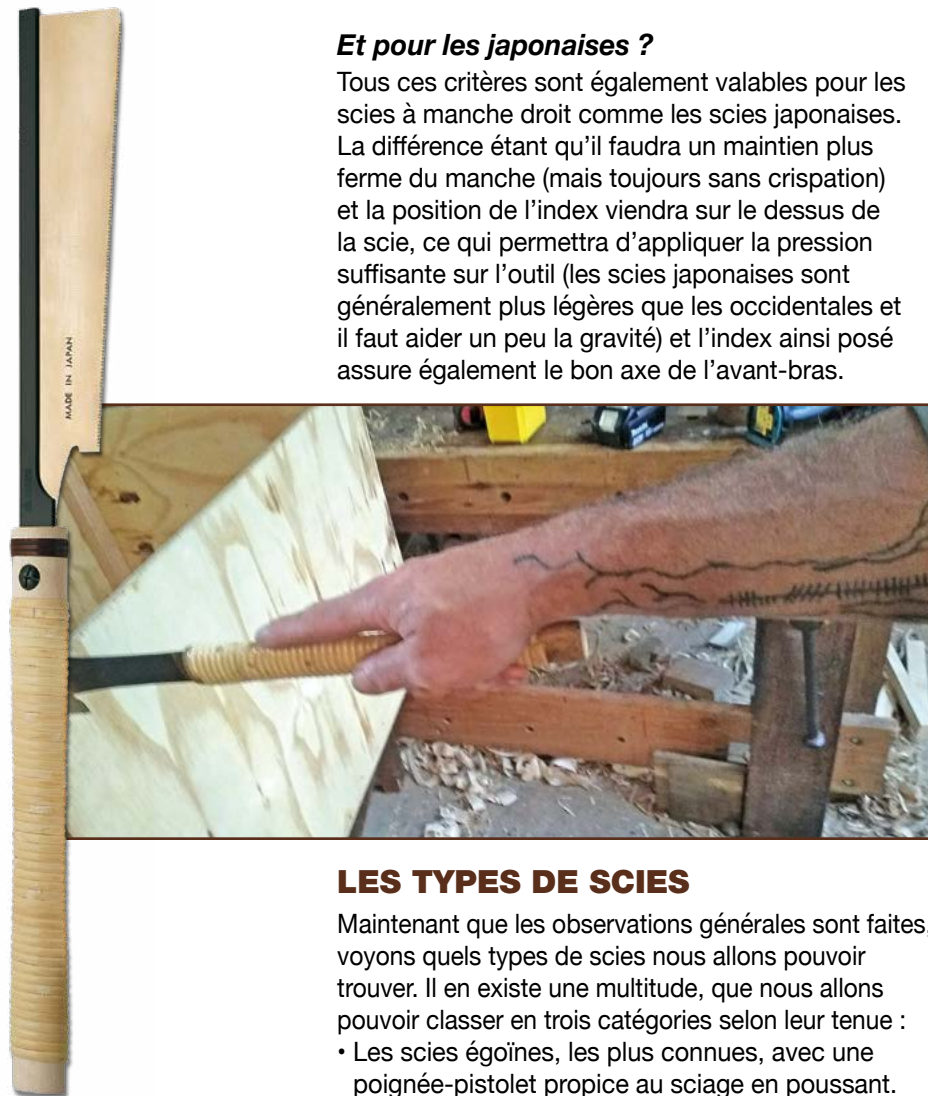 Et pour les japonaises ?
Tous ces critères sont également valables pour les
scies à manche droit comme les scies japonaises.
La différence étant qu'il faudra un maintien plus
ferme du manche (mais toujours sans crispation)
et la position de l'index viendra sur le dessus de
la scie, ce qui permettra d'appliquer la pression
suffisante sur l'outil (les scies japonaises sont
généralement plus légères que les occidentales et
il faut aider un peu la gravité) et l'index ainsi posé
assure également le bon axe de l'avant-bras.
MADE IN JAPAN
LES TYPES DE SCIES
Maintenant que les observations générales sont faites,
voyons quels types de scies nous allons pouvoir
trouver. Il en existe une multitude, que nous allons
pouvoir classer en trois catégories selon leur tenue :
• Les scies égoïnes, les plus connues, avec une
poignée-pistolet propice au sciage en poussant.